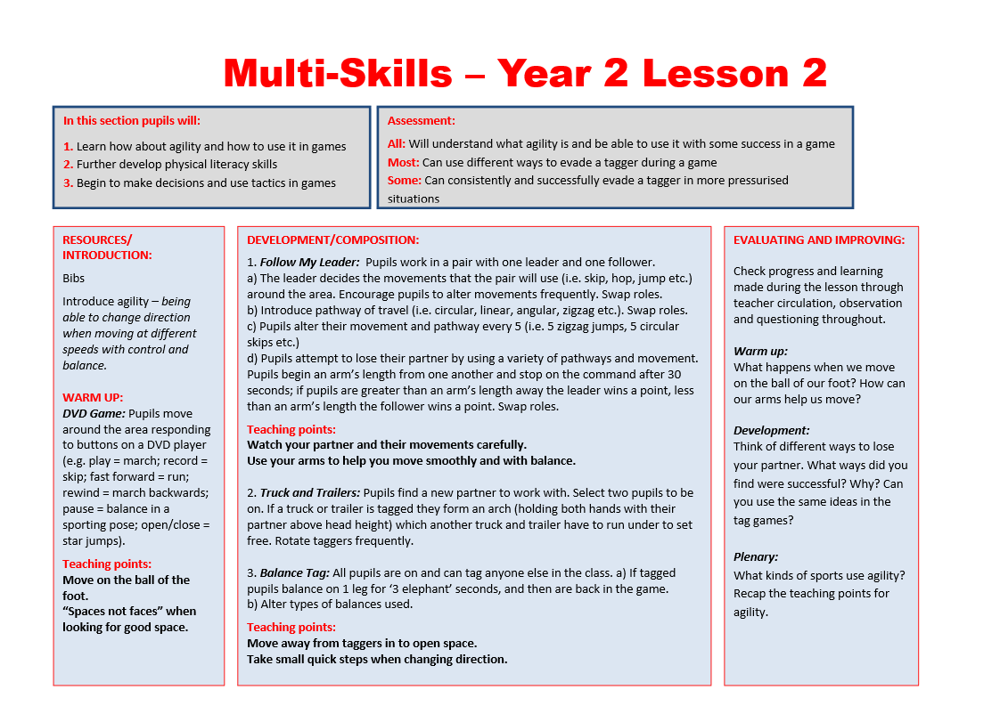 Multi-Skills – Year 2 Lesson 2
In this section pupils will:
1. Learn how about agility and how to use it in games
2. Further develop physical literacy skills
3. Begin to make decisions and use tactics in games
Assessment:
All: Will understand what agility is and be able to use it with some success in a game
Most: Can use different ways to evade a tagger during a game
Some: Can consistently and successfully evade a tagger in more pressurised
situations
RESOURCES/
INTRODUCTION:
Bibs
Introduce agility – being
able to change direction
when moving at different
speeds with control and
balance.
WARM UP:
DVD Game: Pupils move
around the area responding
to buttons on a DVD player
(e.g. play = march; record =
skip; fast forward = run;
rewind = march backwards;
pause = balance in a
sporting pose; open/close =
star jumps).
Teaching points:
Move on the ball of the
foot.
“Spaces not faces” when
looking for good space.
DEVELOPMENT/COMPOSITION:
1. Follow My Leader: Pupils work in a pair with one leader and one follower.
a) The leader decides the movements that the pair will use (i.e. skip, hop, jump etc.)
around the area. Encourage pupils to alter movements frequently. Swap roles.
b) Introduce pathway of travel (i.e. circular, linear, angular, zigzag etc.). Swap roles.
c) Pupils alter their movement and pathway every 5 (i.e. 5 zigzag jumps, 5 circular
skips etc.)
d) Pupils attempt to lose their partner by using a variety of pathways and movement.
Pupils begin an arm’s length from one another and stop on the command after 30
seconds; if pupils are greater than an arm’s length away the leader wins a point, less
than an arm’s length the follower wins a point. Swap roles.
Teaching points:
Watch your partner and their movements carefully.
Use your arms to help you move smoothly and with balance.
2. Truck and Trailers: Pupils find a new partner to work with. Select two pupils to be
on. If a truck or trailer is tagged they form an arch (holding both hands with their
partner above head height) which another truck and trailer have to run under to set
free. Rotate taggers frequently.
3. Balance Tag: All pupils are on and can tag anyone else in the class. a) If tagged
pupils balance on 1 leg for ‘3 elephant’ seconds, and then are back in the game.
b) Alter types of balances used.
Teaching points:
Move away from taggers in to open space.
Take small quick steps when changing direction.
EVALUATING AND IMPROVING:
Check progress and learning
made during the lesson through
teacher circulation, observation
and questioning throughout.
Warm up:
What happens when we move
on the ball of our foot? How can
our arms help us move?
Development:
Think of different ways to lose
your partner. What ways did you
find were successful? Why? Can
you use the same ideas in the
tag games?
Plenary:
What kinds of sports use agility?
Recap the teaching points for
agility.